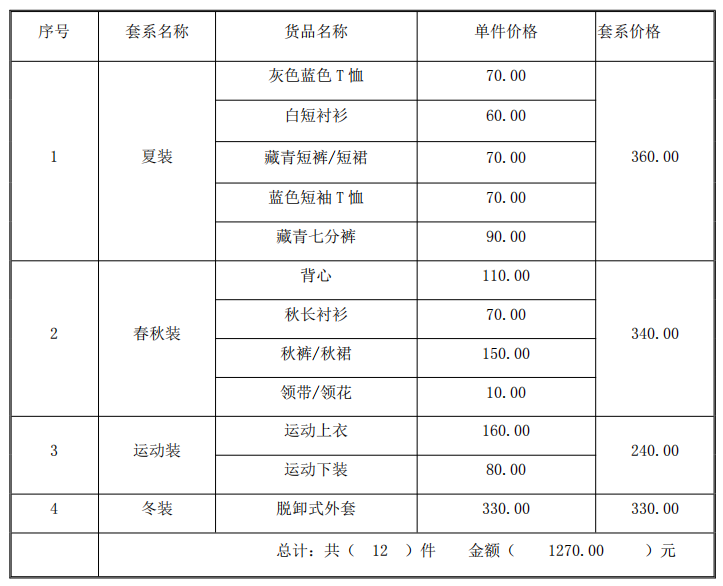 序号 套系名称 货品名称 单件价格 套系价格
灰色蓝色 T 恤 70.00
白短衬衫 60.00
1 夏装 藏青短裤/短裙 70.00 360.00
蓝色短袖 T 恤 70.00
藏青七分裤 90.00
背心 110.00
秋长衬衫 70.00
2 春秋装 340.00
秋裤/秋裙 150.00
领带/领花 10.00
运动上衣 160.00
3 运动装 240.00
运动下装 80.00
4 冬装 脱卸式外套 330.00 330.00
总计: 共（ 12 ）件 金额（ 1270.00 ）元